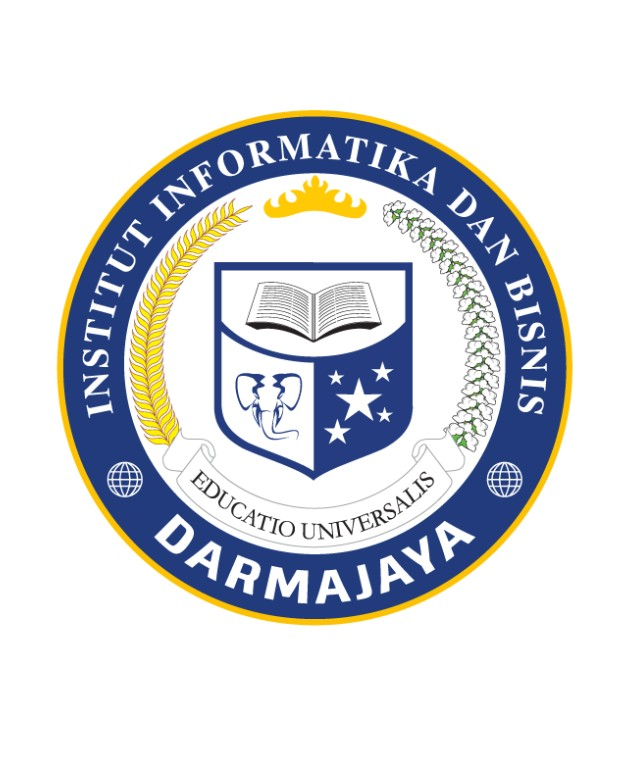 INSTITUT INFORMATIKA DAN BISNIS
EDUCATIO UNIVERSALIS
DARMAJAYA